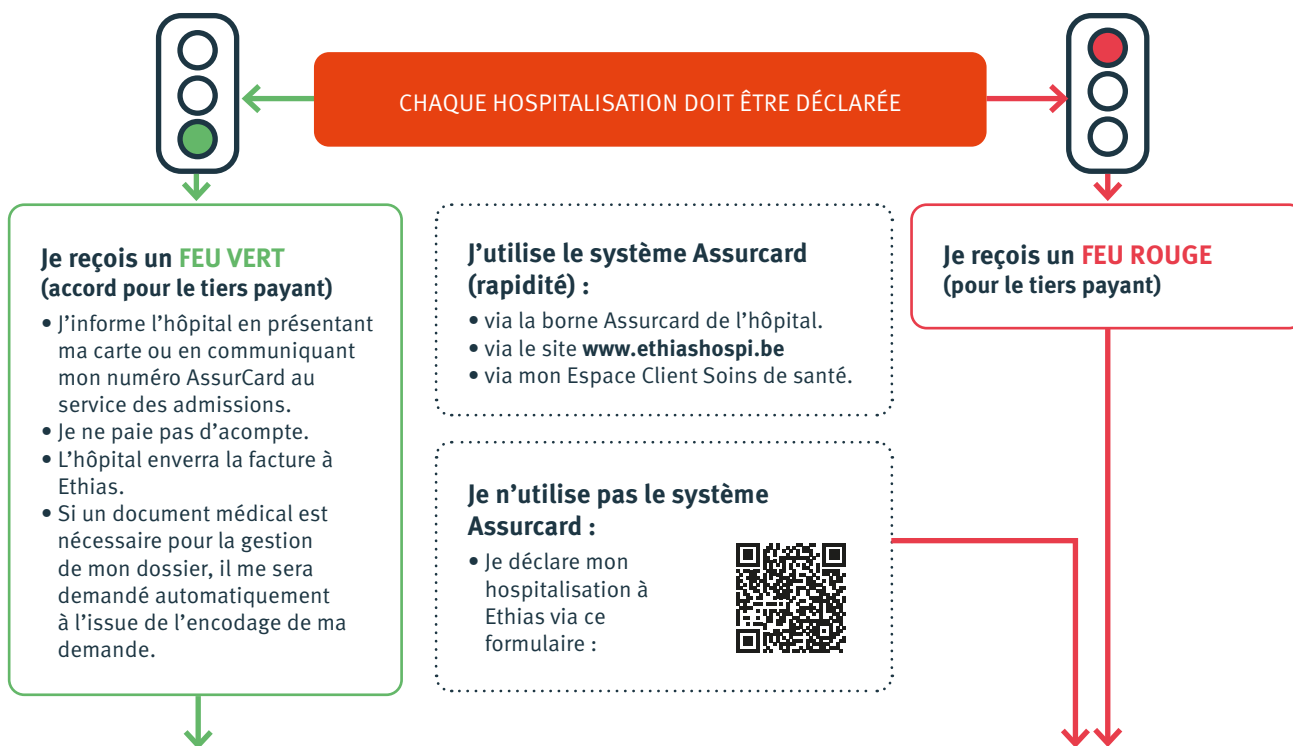 CHAQUE HOSPITALISATION DOIT ÊTRE DÉCLARÉE
Je reçois un FEU VERT
(accord pour le tiers payant)
• J’informe l’hôpital en présentant
ma carte ou en communiquant
mon numéro AssurCard au
service des admissions.
• Je ne paie pas d’acompte.
• L’hôpital enverra la facture à
Ethias.
• Si un document médical est
nécessaire pour la gestion
de mon dossier, il me sera
demandé automatiquement
à l’issue de l’encodage de ma
demande.
J’utilise le système Assurcard
(rapidité) :
• via la borne Assurcard de l’hôpital.
• via le site www.ethiashospi.be
• via mon Espace Client Soins de santé.
Je n’utilise pas le système
Assurcard :
• Je déclare mon
hospitalisation à
Ethias via ce
formulaire :
Je reçois un FEU ROUGE
(pour le tiers payant)